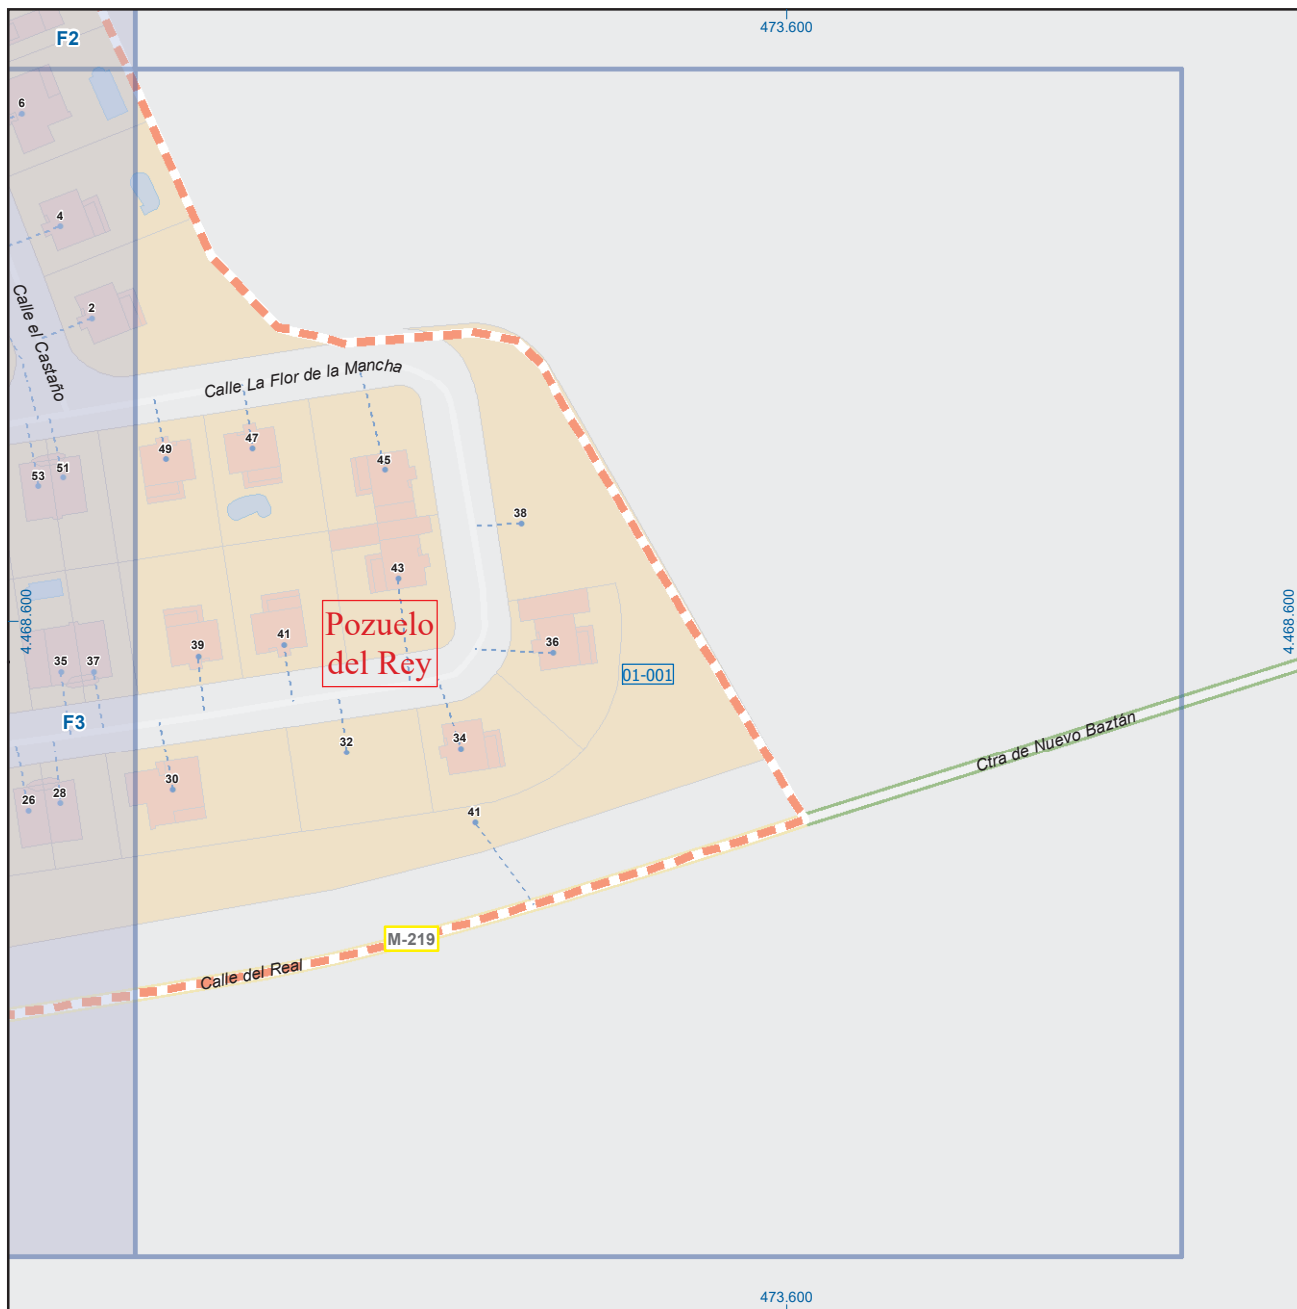 473.600
F2
6
4
2
Calle el Castaño
Calle La Flor de la Mancha
49
47
45
53
51
38
43
4.468.600
4.468.600
Pozuelo
del Rey
39
41
36
35
37
01-001
F3
32
34
Ctra de Nuevo Baztán
30
26
28
41
M-219
Calle del Real
473.600